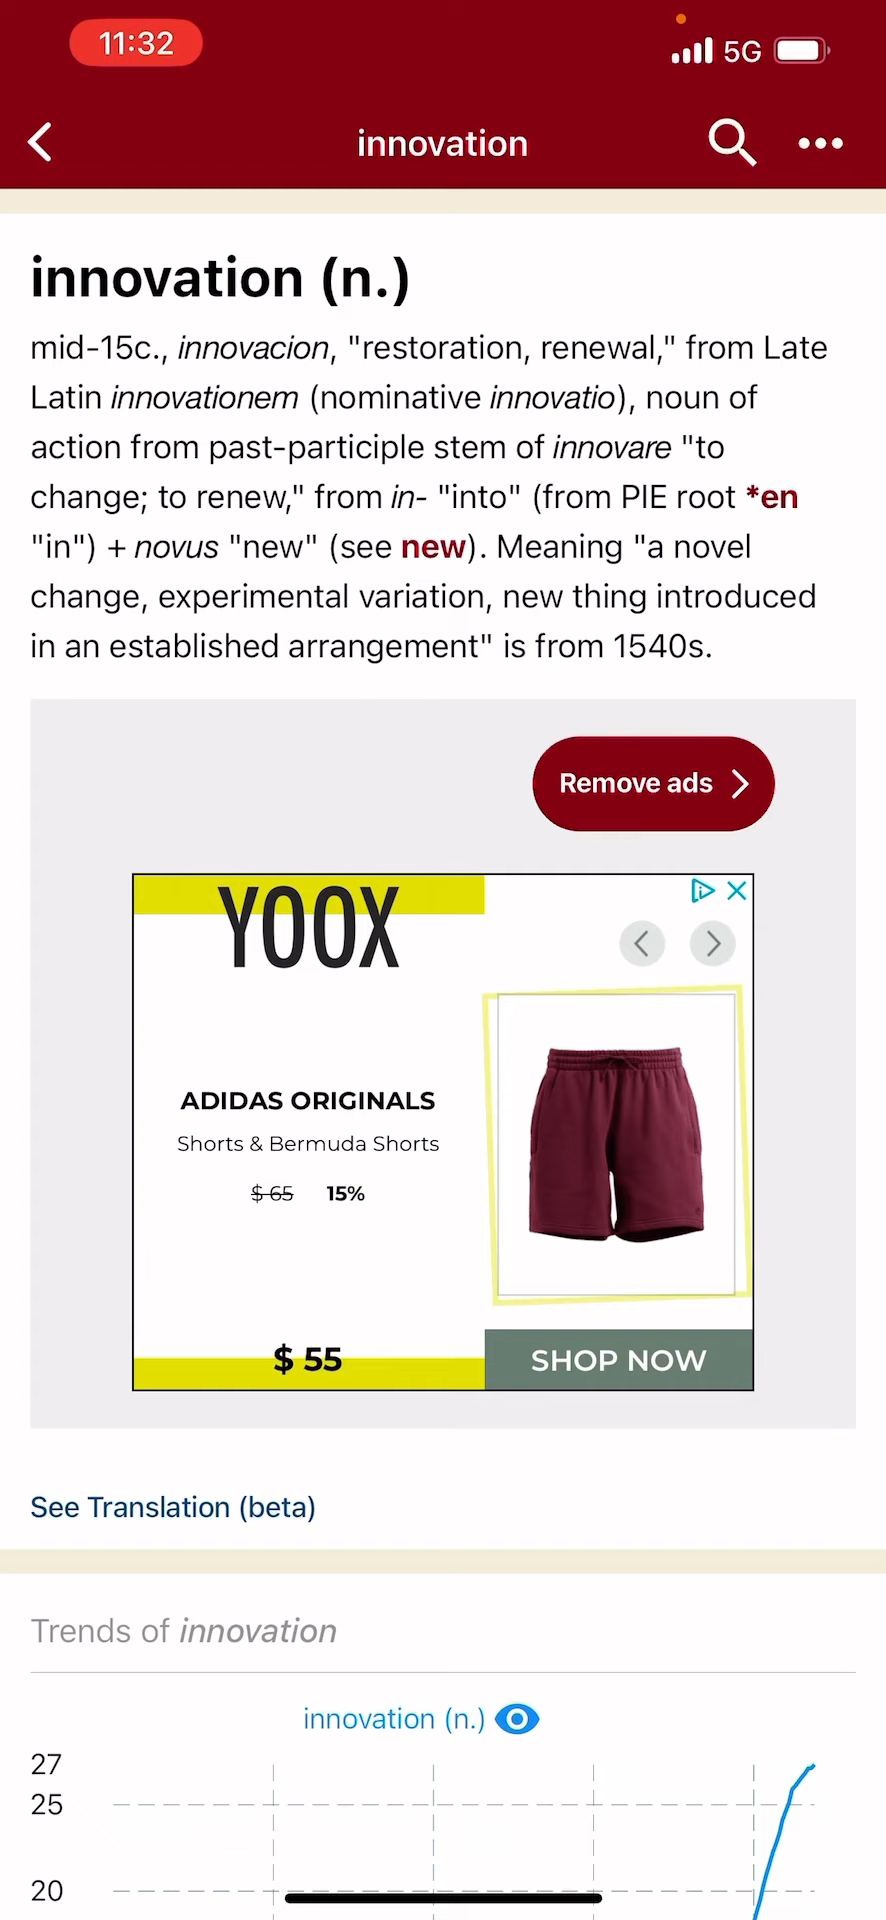 11:32
5G
innovation
innovation (n.)
mid-15c., innovacion, "restoration, renewal," from Late
Latin innovationem (nominative innovatio), noun of
action from past-participle stem of innovare "to
change; to renew," from in- "into" (from PIE root *en
"in") + novus "new" (see new). Meaning "a novel
change, experimental variation, new thing introduced
in an established arrangement" is from 1540s.
Remove ads
YOOX
ADIDAS ORIGINALS
Shorts & Bermuda Shorts
$ 65 15%
$ 55
SHOP NOW
See Translation (beta)
Trends of innovation
innovation (n.)
27
25
20